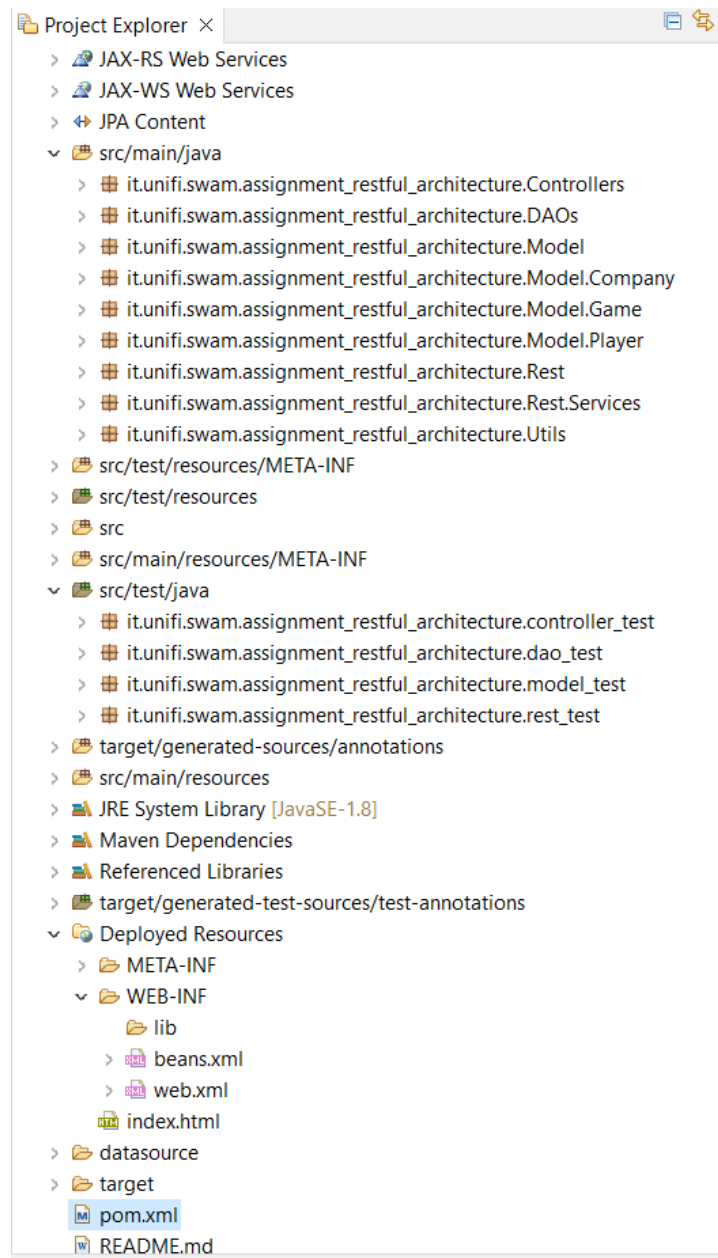 Project Explorer
JAX-RS Web Services
JAX-WS Web Services
JPA Content
src/main/java
it.unifi.swam.assignment_restful_architecture.Controllers
it.unifi.swam.assignment_restful_architecture.DAOs
it.unifi.swam.assignment_restful_architecture.Model
it.unifi.swam.assignment_restful_architecture.Model.Company
it.unifi.swam.assignment_restful_architecture.Model.Game
it.unifi.swam.assignment_restful_architecture.Model.Player
it.unifi.swam.assignment_restful_architecture.Rest
it.unifi.swam.assignment_restful_architecture.Rest.Services
it.unifi.swam.assignment_restful_architecture.Utils
src/test/resources/META-INF
src/test/resources
src
src/main/resources/META-INF
src/test/java
it.unifi.swam.assignment_restful_architecture.controller_test
it.unifi.swam.assignment_restful_architecture.dao_test
it.unifi.swam.assignment_restful_architecture.model_test
it.unifi.swam.assignment_restful_architecture.rest_test
target/generated-sources/annotations
src/main/resources
JRE System Library [JavaSE-1.8]
Maven Dependencies
Referenced Libraries
target/generated-test-sources/test-annotations
Deployed Resources
META-INF
WEB-INF
lib
beans.xml
web.xml
index.html
datasource
target
pom.xml
README.md